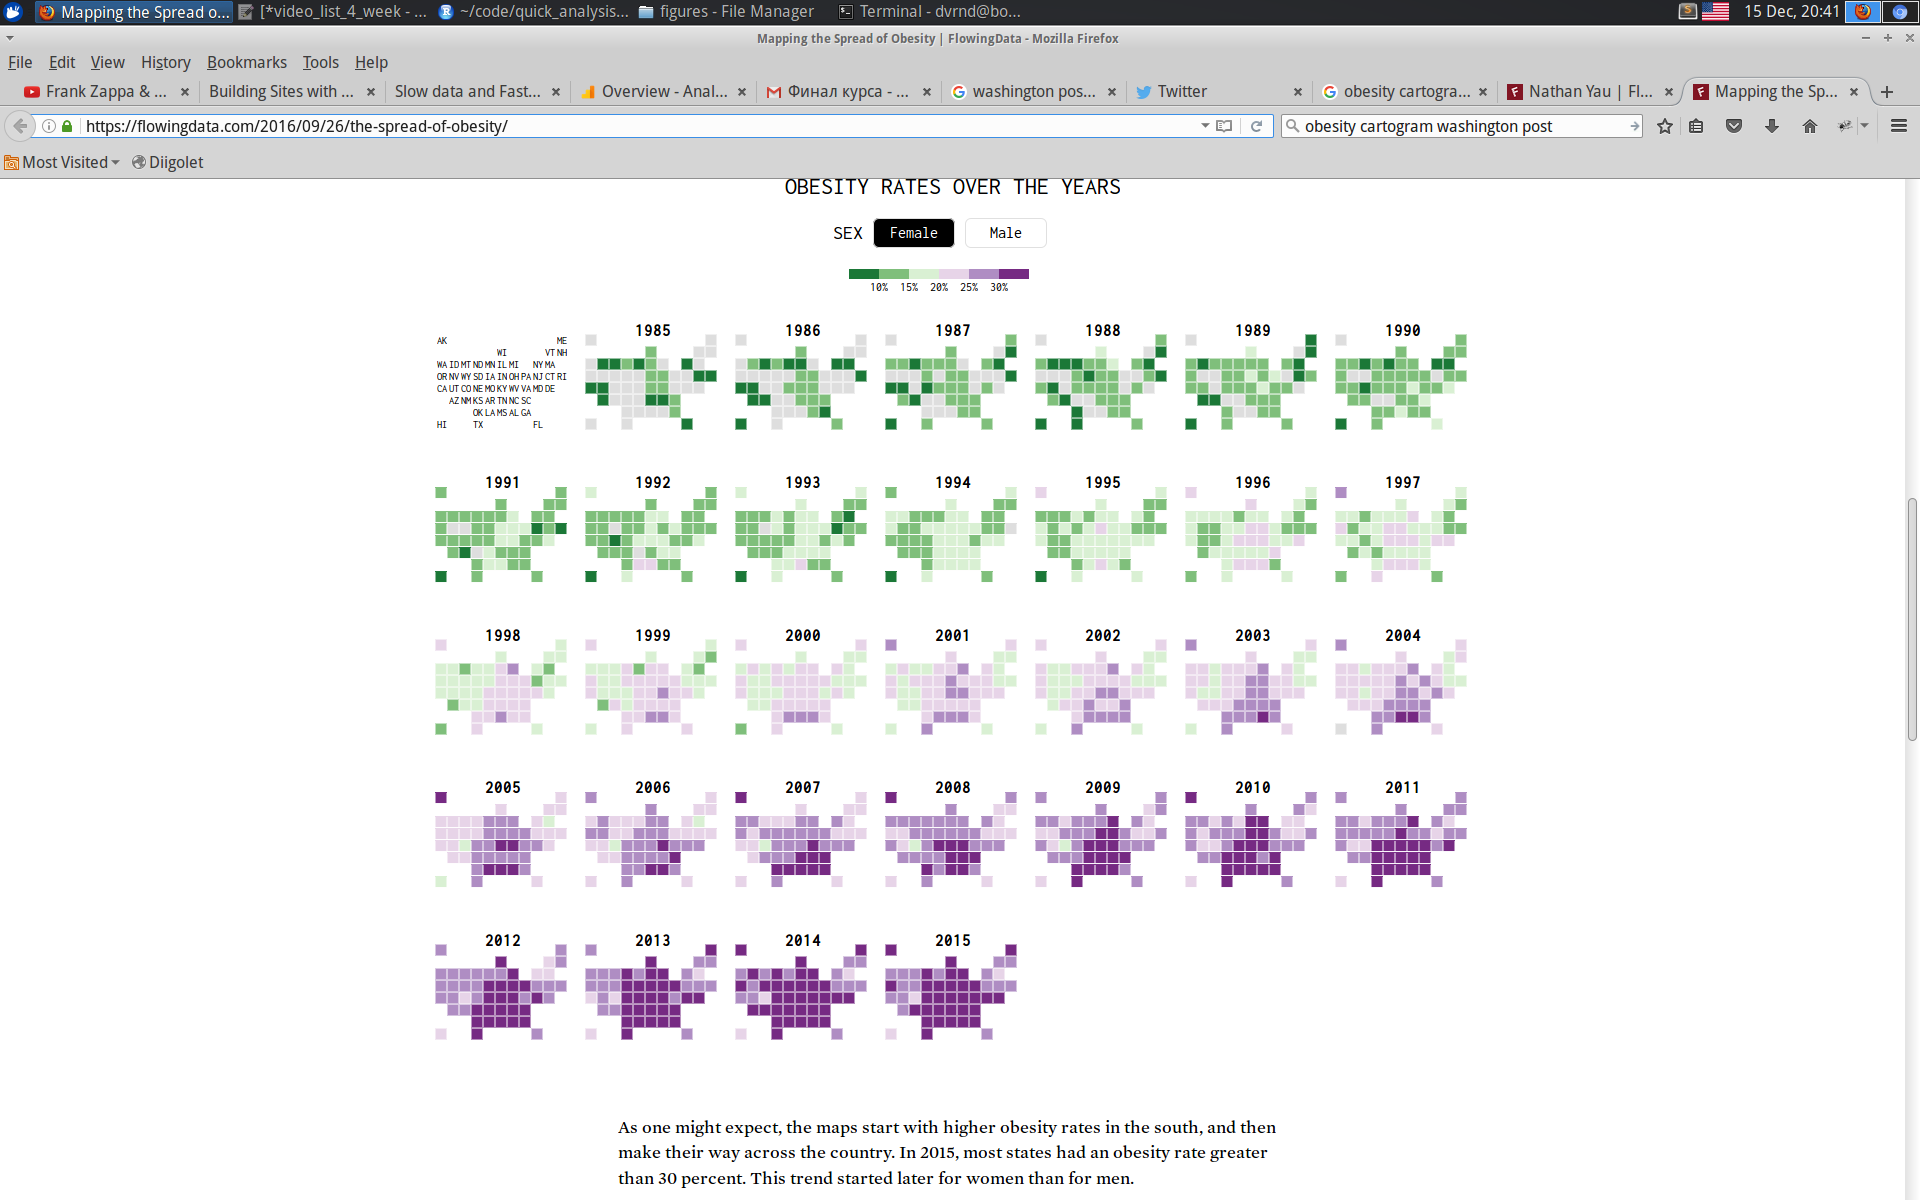 Mapping the Spread o...
[*video_list_4_week - ...
~/code/quick_analysis...
figures - File Manager
Terminal - dvrnd@bo...
15 Dec, 20:41
Mapping the Spread of Obesity | FlowingData - Mozilla Firefox
File Edit View History Bookmarks Tools Help
Frank Zappa & ...
Building Sites with ...
Slow data and Fast...
Overview - Anal...
Финал курса - ...
washington pos...
Twitter
obesity cartogra...
Nathan Yau | Fl...
Mapping the Sp...
https://flowingdata.com/2016/09/26/the-spread-of-obesity/
obesity cartogram washington post
Most Visited
Diigolet
OBESITY RATES OVER THE YEARS
SEX Female Male
10% 15% 20% 25% 30%
1985 1986 1987 1988 1989 1990
AK ME
WI VT NH
WA ID MT ND MN IL MI NY MA
OR NV WY SD IA IN OH PA NJ CT RI
CA UT CO NE MO KY WV VA MD DE
AZ NM KS AR TN NC SC
OK LA MS AL GA
HI TX FL
1991 1992 1993 1994 1995 1996 1997
1998 1999 2000 2001 2002 2003 2004
2005 2006 2007 2008 2009 2010 2011
2012 2013 2014 2015
As one might expect, the maps start with higher obesity rates in the south, and then
make their way across the country. In 2015, most states had an obesity rate greater
than 30 percent. This trend started later for women than for men.